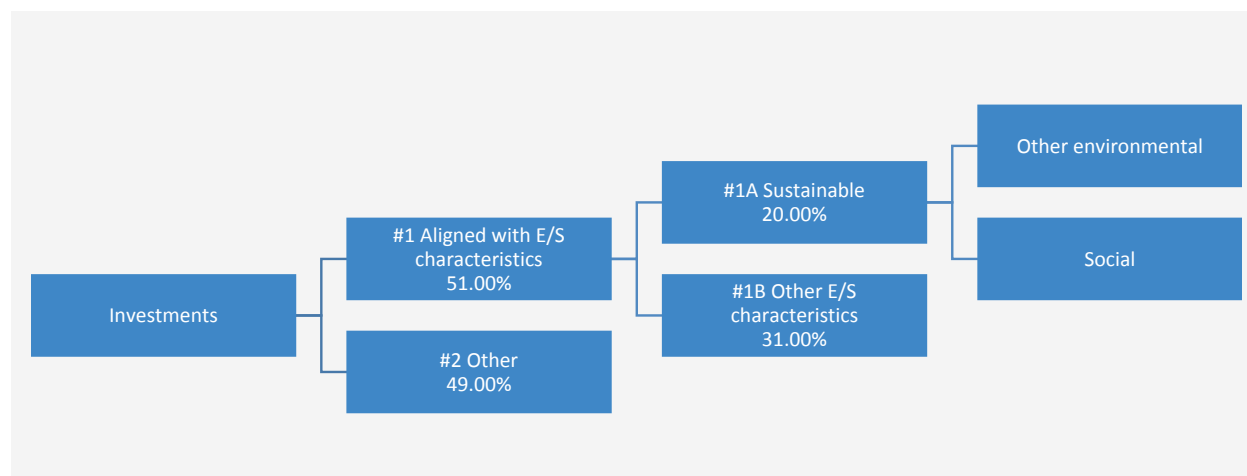 Investments
#1 Aligned with E/S
characteristics
51.00%
#2 Other
49.00%
#1A Sustainable
20.00%
#1B Other E/S
characteristics
31.00%
Other environmental
Social